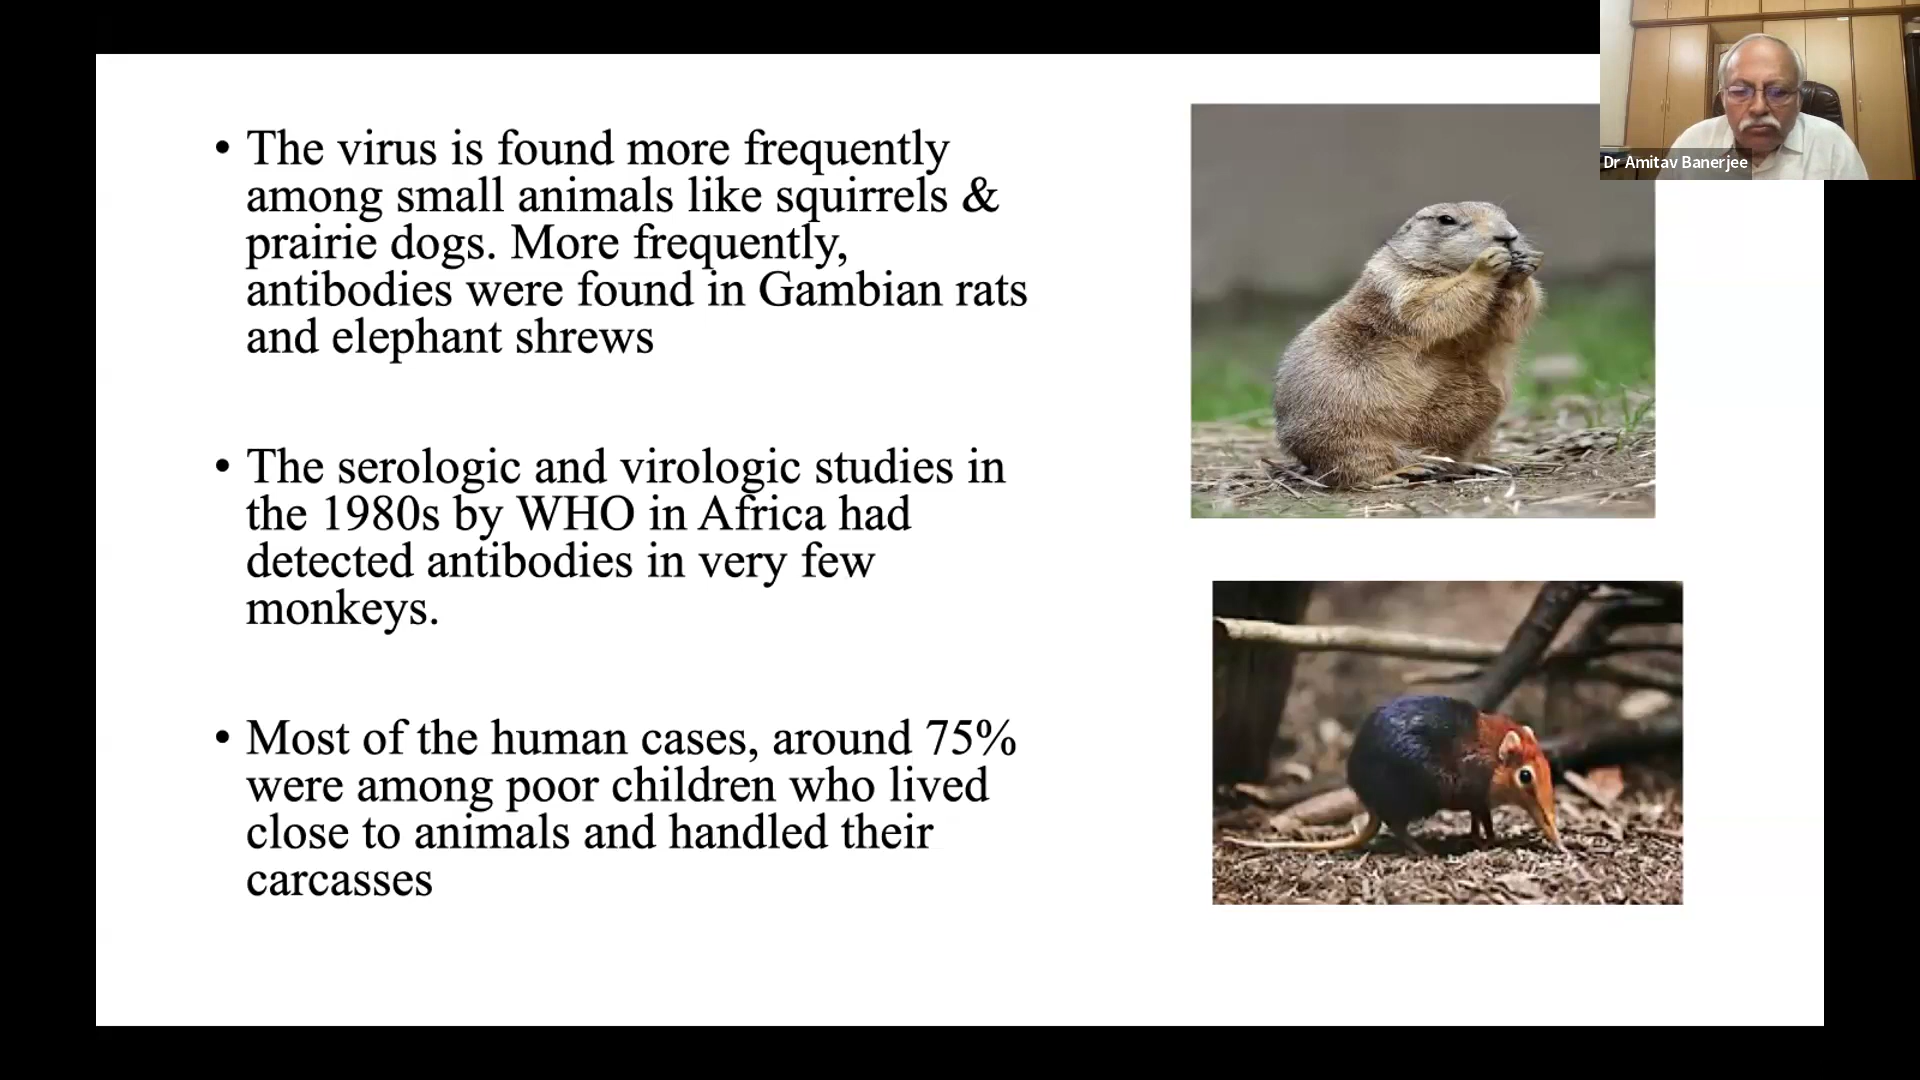 • The virus is found more frequently
among small animals like squirrels &
prairie dogs. More frequently,
antibodies were found in Gambian rats
and elephant shrews
• The serologic and virologic studies in
the 1980s by WHO in Africa had
detected antibodies in very few
monkeys.
• Most of the human cases, around 75%
were among poor children who lived
close to animals and handled their
carcasses
Dr Amitav Banerjee